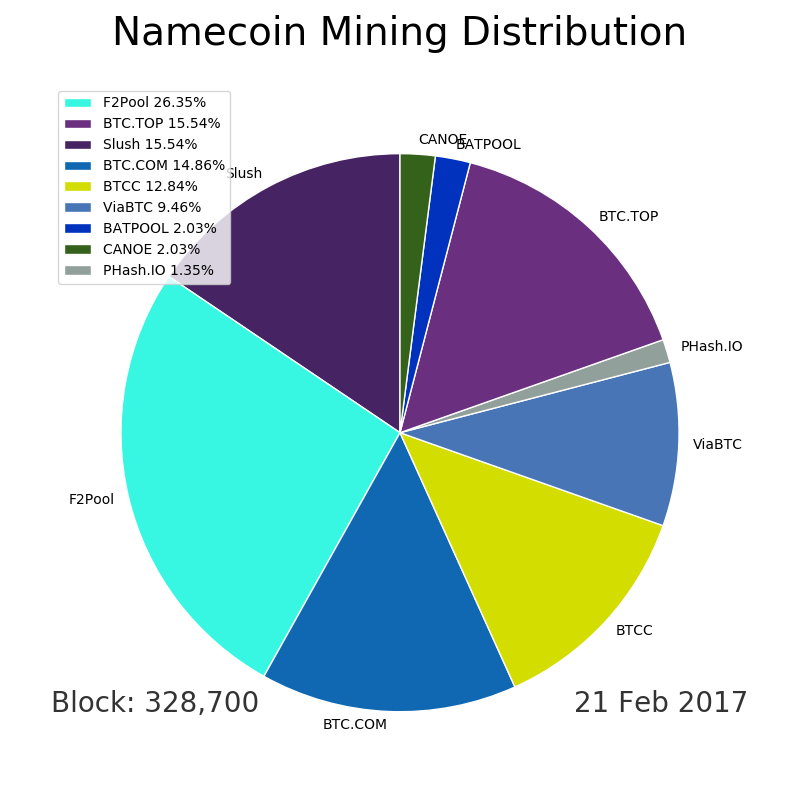 Namecoin Mining Distribution
F2Pool 26.35%
BTC.TOP 15.54%
Slush 15.54%
BTC.COM 14.86%
BTCC 12.84%
ViaBTC 9.46%
BATPOOL 2.03%
CANOE 2.03%
PHash.IO 1.35%
CANOE
BATPOOL
Slush
BTC.TOP
PHash.IO
ViaBTC
F2Pool
BTCC
BTC.COM
Block: 328,700
21 Feb 2017